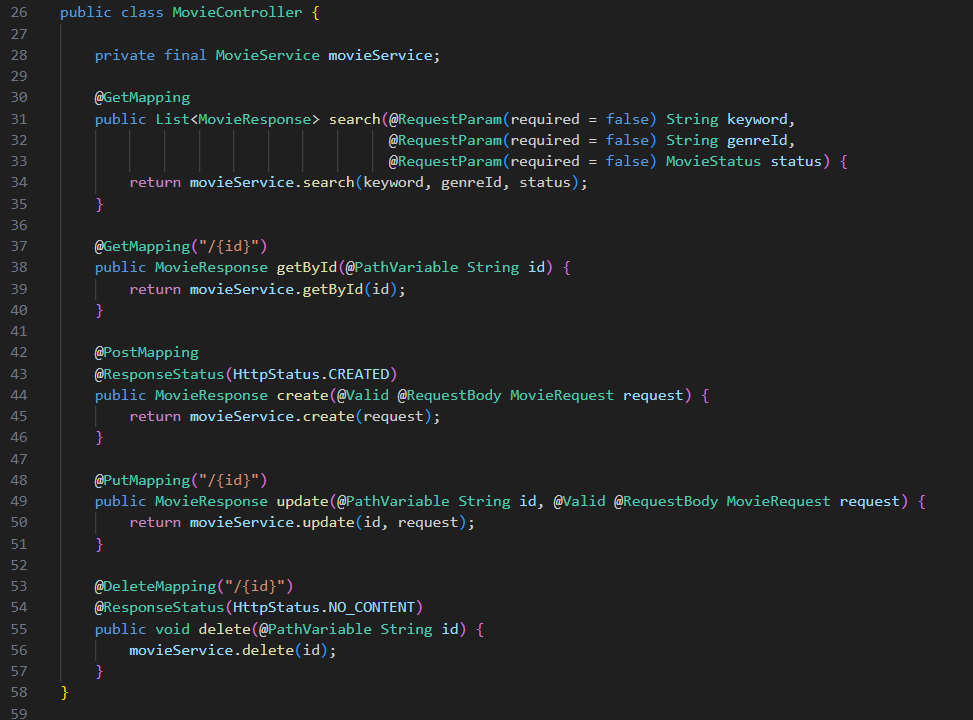 26 public class MovieController {
27
28     private final MovieService movieService;
29
30     @GetMapping
31     public List<MovieResponse> search(@RequestParam(required = false) String keyword,
32                                       @RequestParam(required = false) String genreId,
33                                       @RequestParam(required = false) MovieStatus status) {
34         return movieService.search(keyword, genreId, status);
35     }
36
37     @GetMapping("/{id}")
38     public MovieResponse getById(@PathVariable String id) {
39         return movieService.getById(id);
40     }
41
42     @PostMapping
43     @ResponseStatus(HttpStatus.CREATED)
44     public MovieResponse create(@Valid @RequestBody MovieRequest request) {
45         return movieService.create(request);
46     }
47
48     @PutMapping("/{id}")
49     public MovieResponse update(@PathVariable String id, @Valid @RequestBody MovieRequest request) {
50         return movieService.update(id, request);
51     }
52
53     @DeleteMapping("/{id}")
54     @ResponseStatus(HttpStatus.NO_CONTENT)
55     public void delete(@PathVariable String id) {
56         movieService.delete(id);
57     }
58 }
59